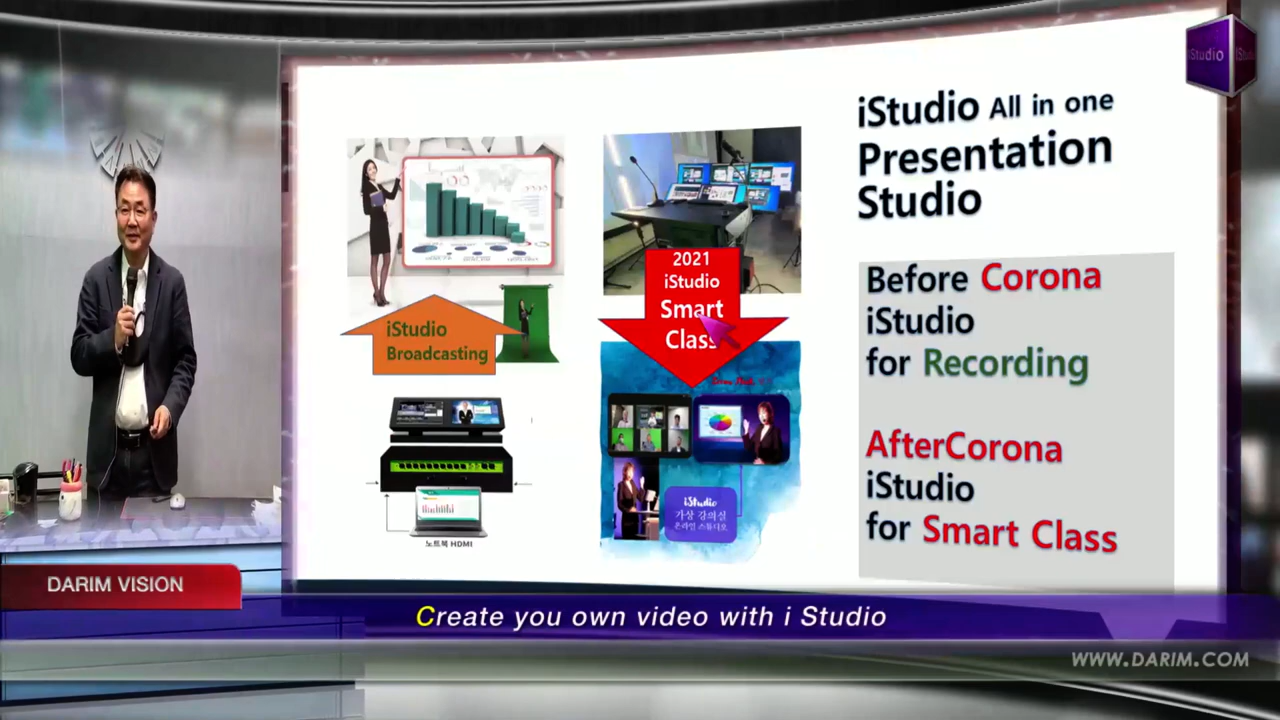 iStudio
iStudio All in one
Presentation
Studio
2021
iStudio
Smart
Class
iStudio
Broadcasting
Before Corona
iStudio
for Recording
AfterCorona
iStudio
for Smart Class
iStudio
가상 강의실
온라인 스튜디오
노트북 HDMI
DARIM VISION
Create you own video with i Studio
WWW.DARIM.COM